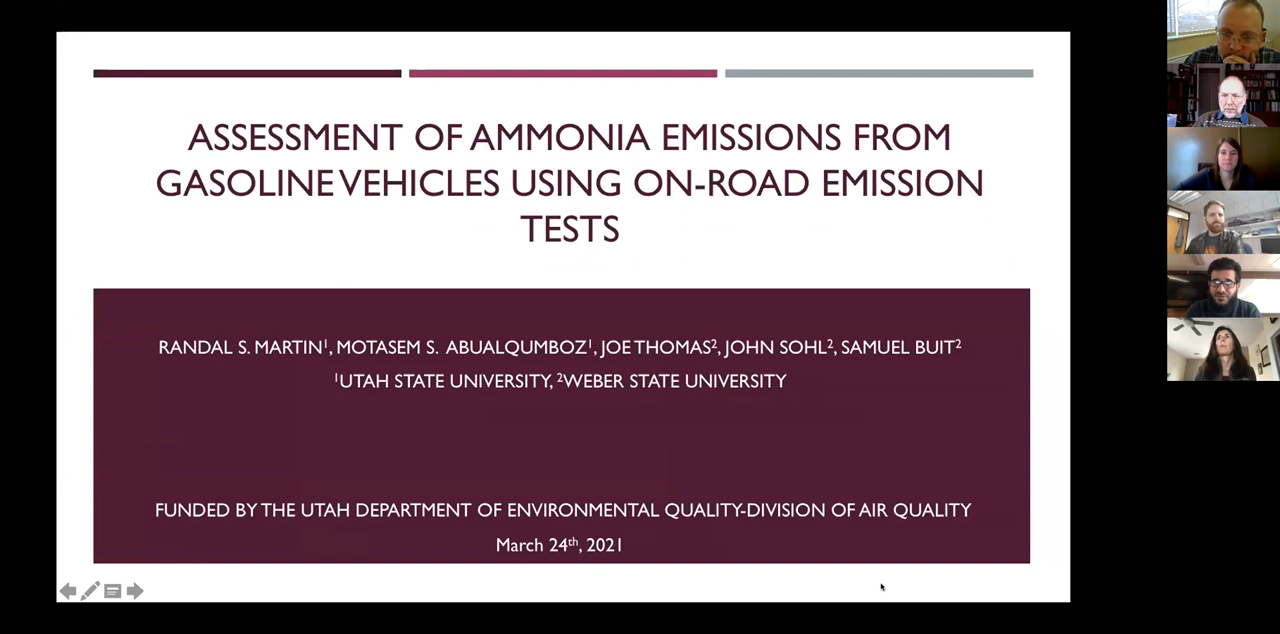 ASSESSMENT OF AMMONIA EMISSIONS FROM
GASOLINE VEHICLES USING ON-ROAD EMISSION
TESTS
RANDAL S. MARTIN¹, MOTASEM S. ABUALQUMBOZ¹, JOE THOMAS², JOHN SOHL², SAMUEL BUIT²
¹UTAH STATE UNIVERSITY, ²WEBER STATE UNIVERSITY
FUNDED BY THE UTAH DEPARTMENT OF ENVIRONMENTAL QUALITY-DIVISION OF AIR QUALITY
March 24th, 2021